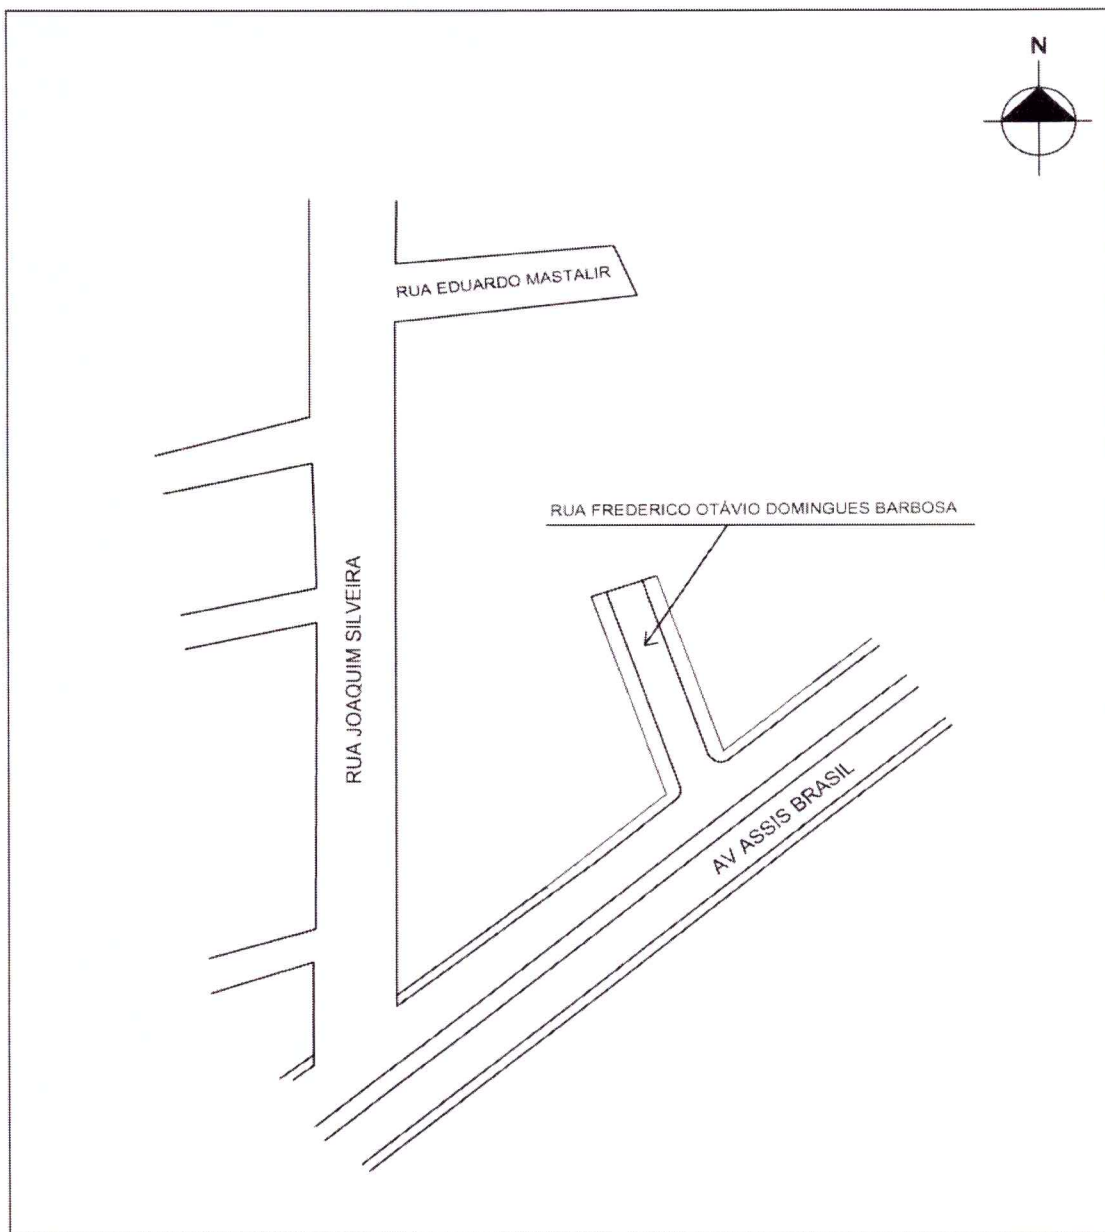 N
RUA EDUARDO MASTALIR
RUA FREDERICO OTÁVIO DOMINGUES BARBOSA
RUA JOAQUIM SILVEIRA
AV ASSIS BRASIL